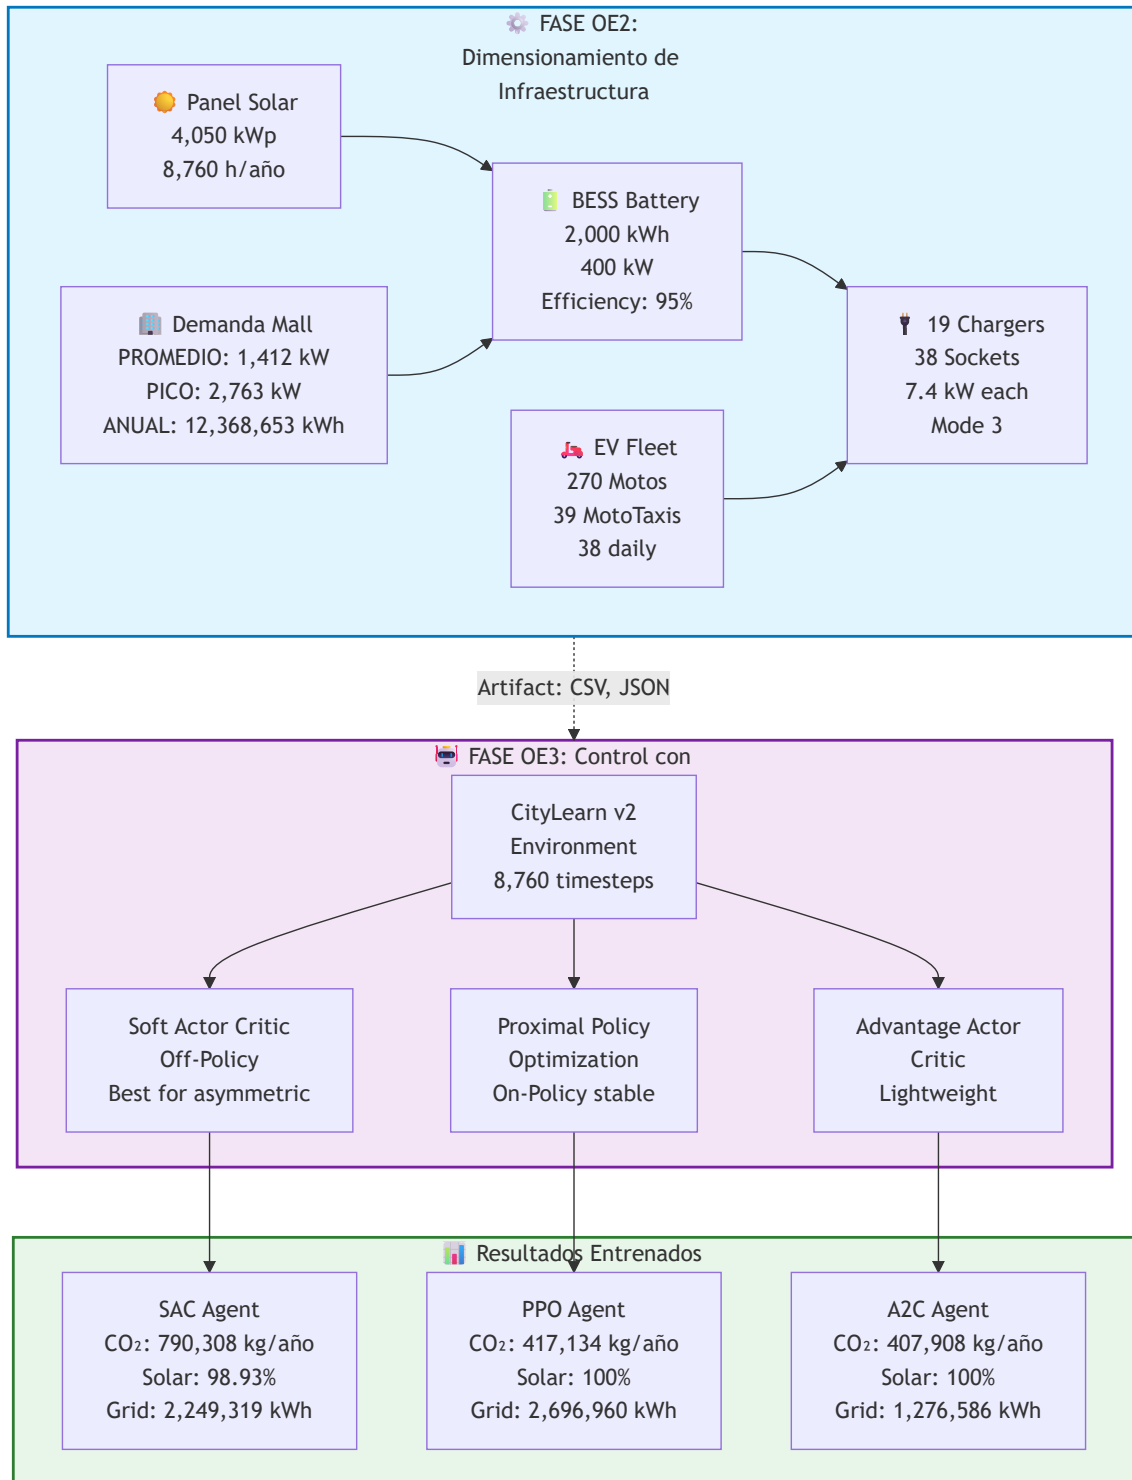 FASE OE2:
Dimensionamiento de
Infraestructura
Panel Solar
4,050 kWp
8,760 h/año
BESS Battery
2,000 kWh
400 kW
Efficiency: 95%
Demanda Mall
PROMEDIO: 1,412 kW
PICO: 2,763 kW
ANUAL: 12,368,653 kWh
19 Chargers
38 Sockets
7.4 kW each
Mode 3
EV Fleet
270 Motos
39 MotoTaxis
38 daily
Artifact: CSV, JSON
FASE OE3: Control con
CityLearn v2
Environment
8,760 timesteps
Soft Actor Critic
Off-Policy
Best for asymmetric
Proximal Policy
Optimization
On-Policy stable
Advantage Actor
Critic
Lightweight
Resultados Entrenados
SAC Agent
CO₂: 790,308 kg/año
Solar: 98.93%
Grid: 2,249,319 kWh
PPO Agent
CO₂: 417,134 kg/año
Solar: 100%
Grid: 2,696,960 kWh
A2C Agent
CO₂: 407,908 kg/año
Solar: 100%
Grid: 1,276,586 kWh